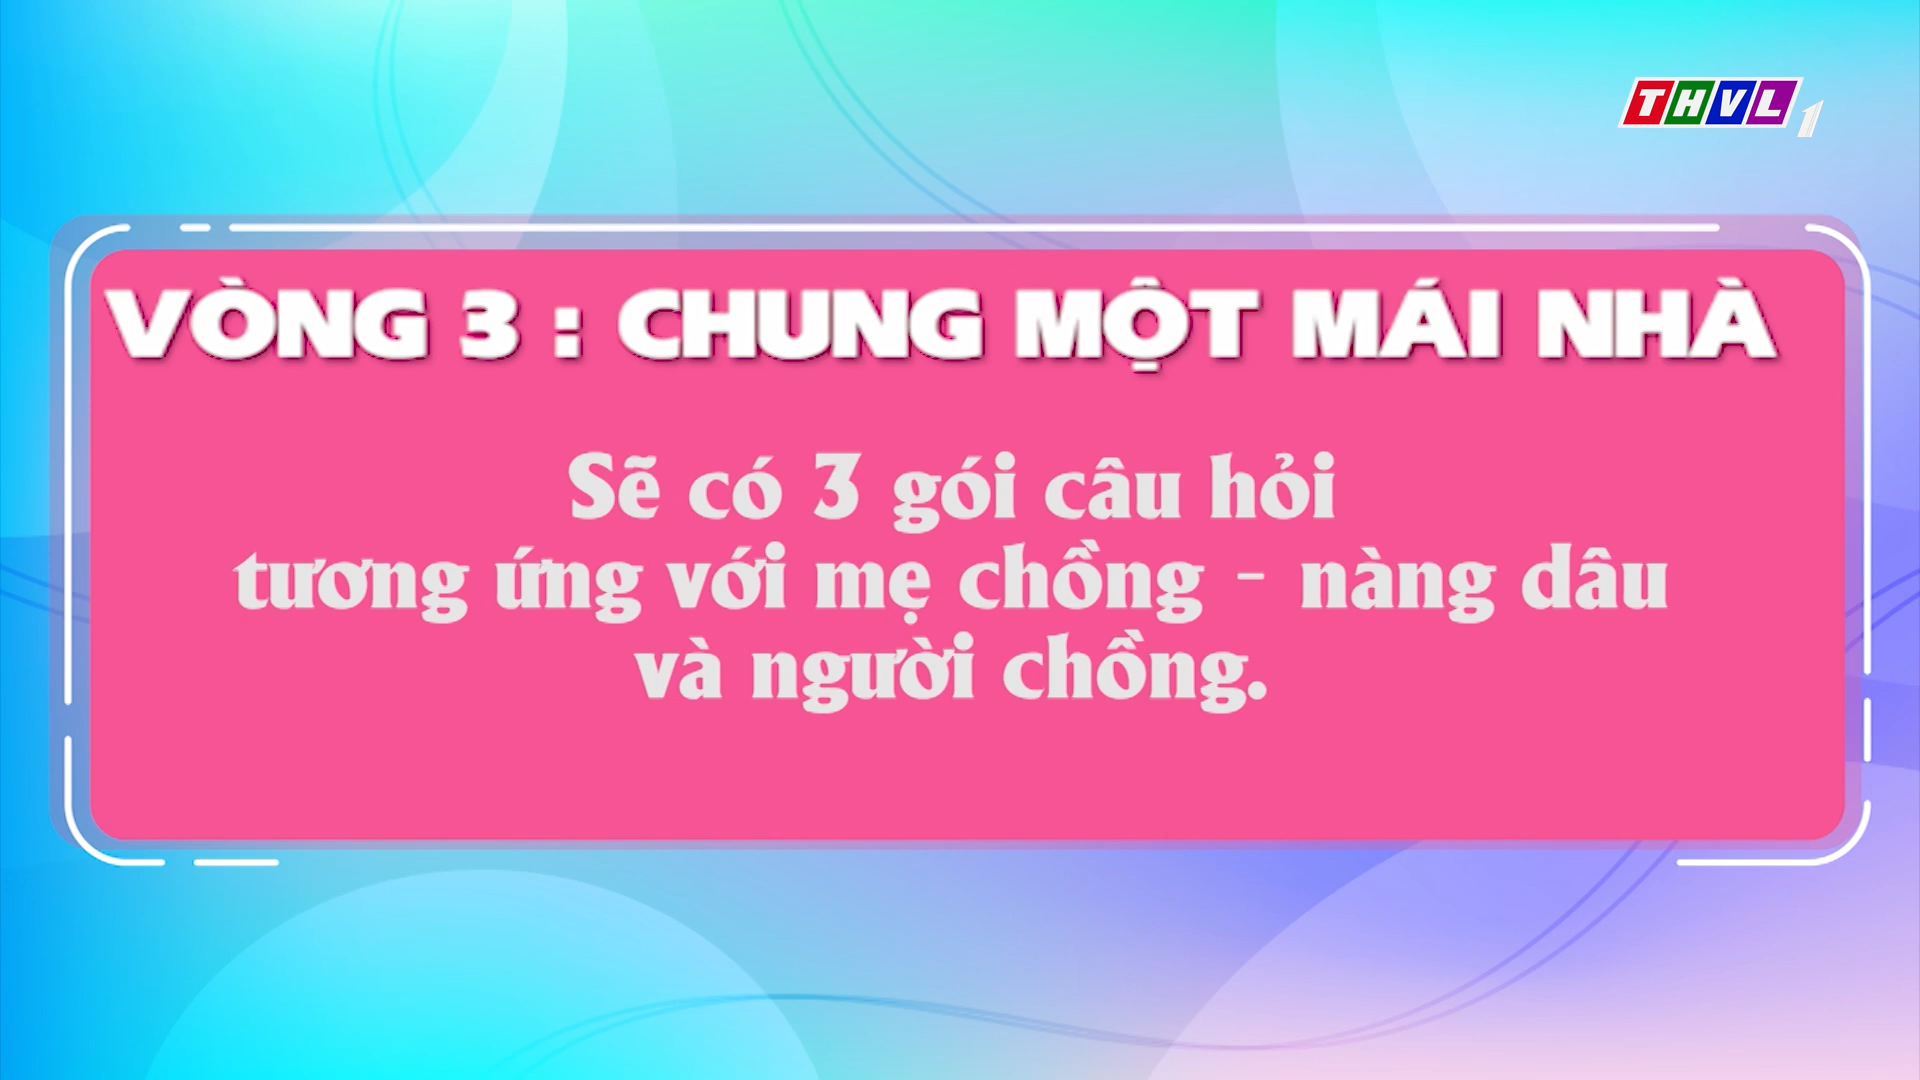 THVL 1
VÒNG 3 : CHUNG MỘT MÁI NHÀ
Sẽ có 3 gói câu hỏi
tương ứng với mẹ chồng - nàng dâu
và người chồng.